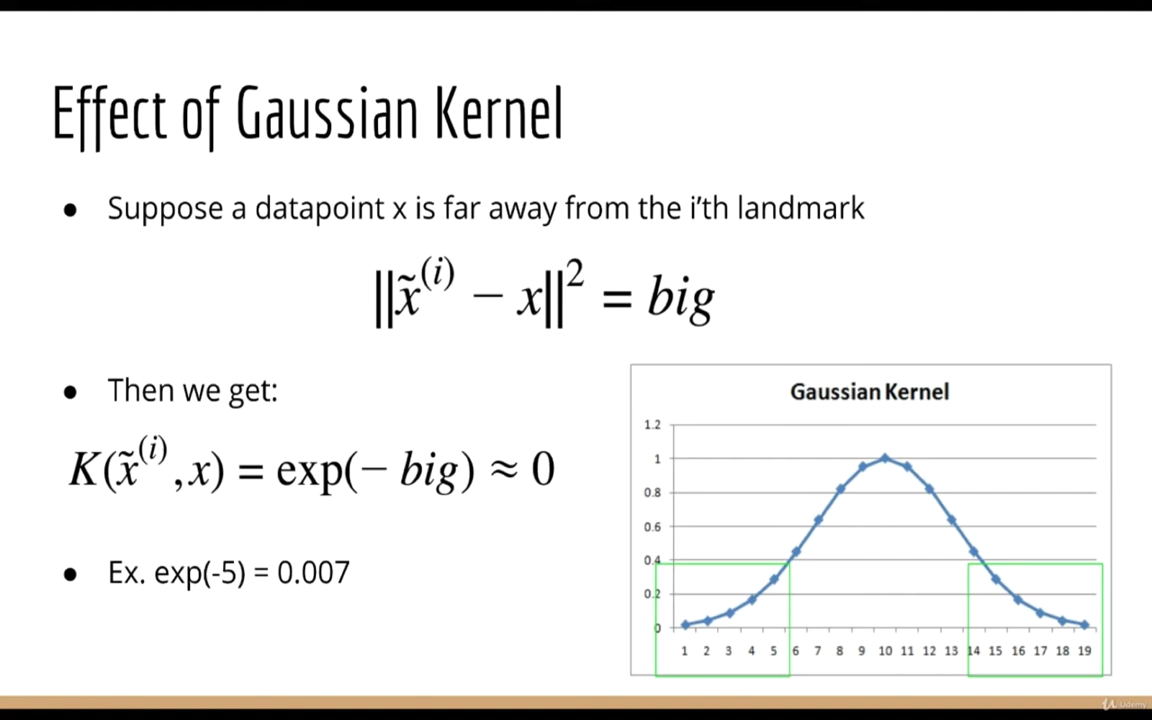 Effect of Gaussian Kernel
● Suppose a datapoint x is far away from the i'th landmark
||x̃⁽ⁱ⁾ − x||² = big
● Then we get:
K(x̃⁽ⁱ⁾,x) = exp(− big) ≈ 0
● Ex. exp(-5) = 0.007
Gaussian Kernel
1.2
1
0.8
0.6
0.4
0.2
0
1 2 3 4 5 6 7 8 9 10 11 12 13 14 15 16 17 18 19
Udemy